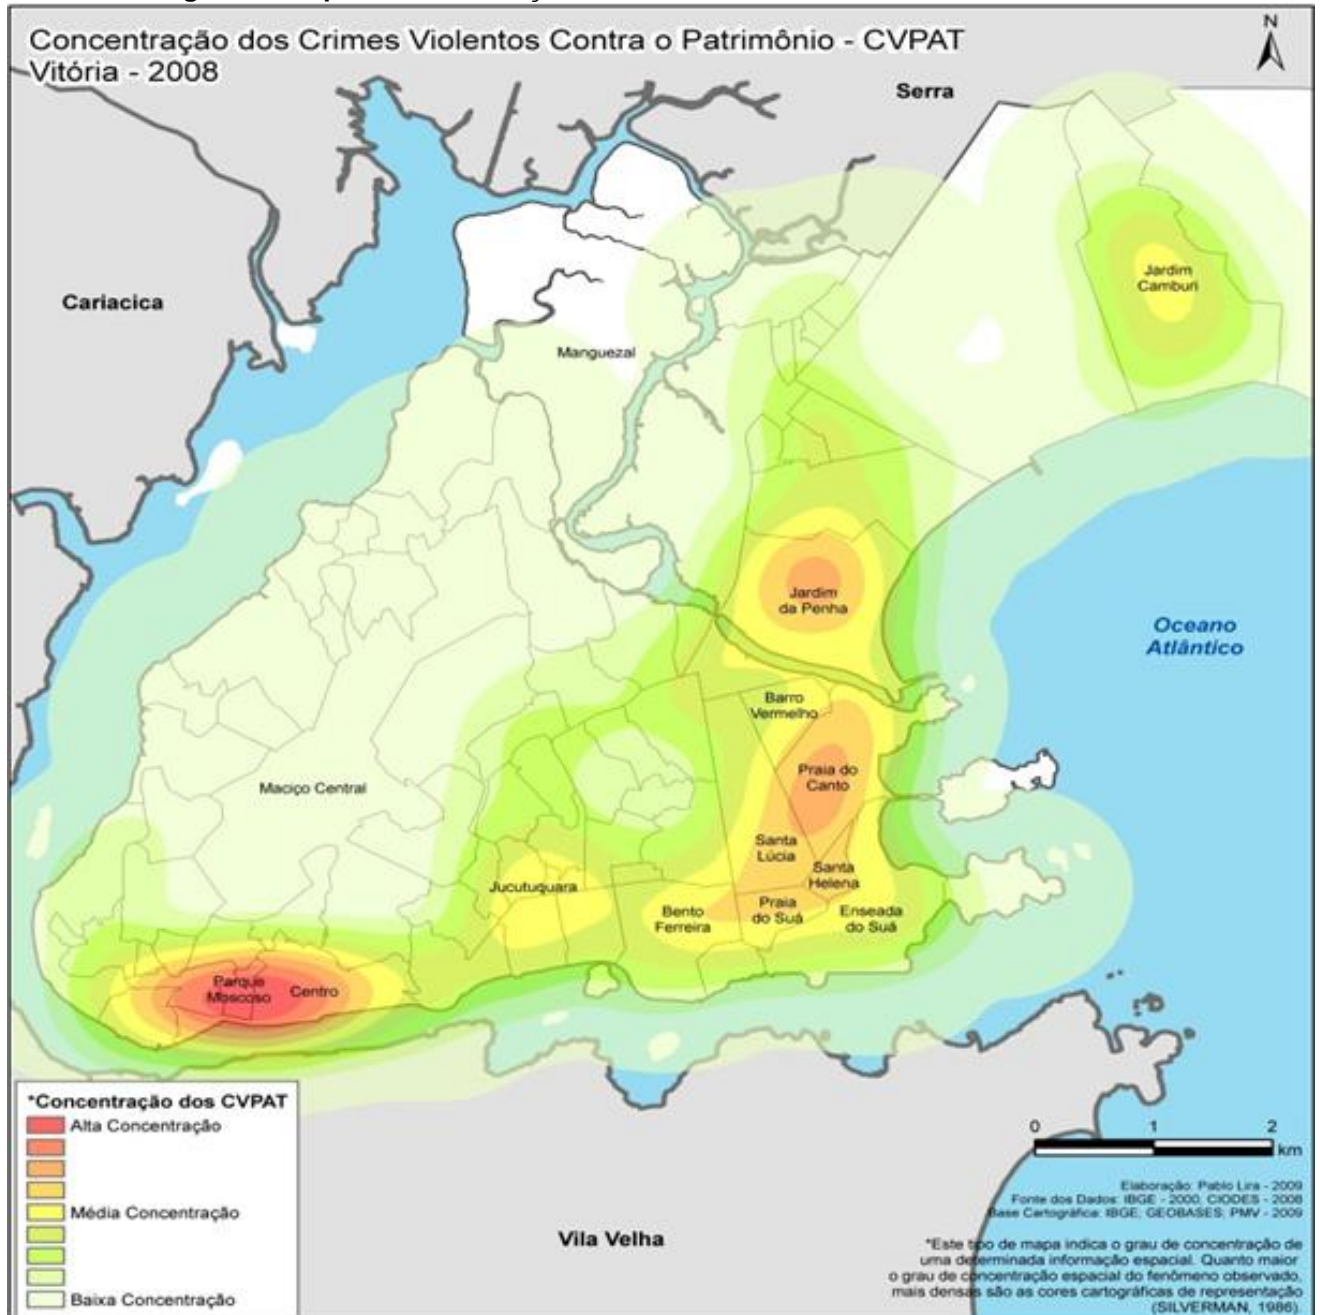 Concentração dos Crimes Violentos Contra o Patrimônio - CVPAT
Vitória - 2008
N
Serra
Cariacica
Jardim
Camburi
Manguezal
Jardim
da Penha
Oceano
Atlântico
Barro
Vermelho
Praia do
Canto
Maciço Central
Santa
Lúcia
Santa
Helena
Jucutuquara
Bento
Ferreira
Praia
do Suá
Enseada
do Suá
Parque
Moscoso
Centro
*Concentração dos CVPAT
Alta Concentração
Média Concentração
Baixa Concentração
0 1 2
km
Vila Velha
Elaboração: Pablo Lira - 2009
Fonte dos Dados: IBGE - 2000; CIODES - 2008
Base Cartográfica: IBGE; GEOBASES; PMV - 2009
*Este tipo de mapa indica o grau de concentração de
uma determinada informação espacial. Quanto maior
o grau de concentração espacial do fenômeno observado,
mais densas são as cores cartográficas de representação
(SILVERMAN, 1986).